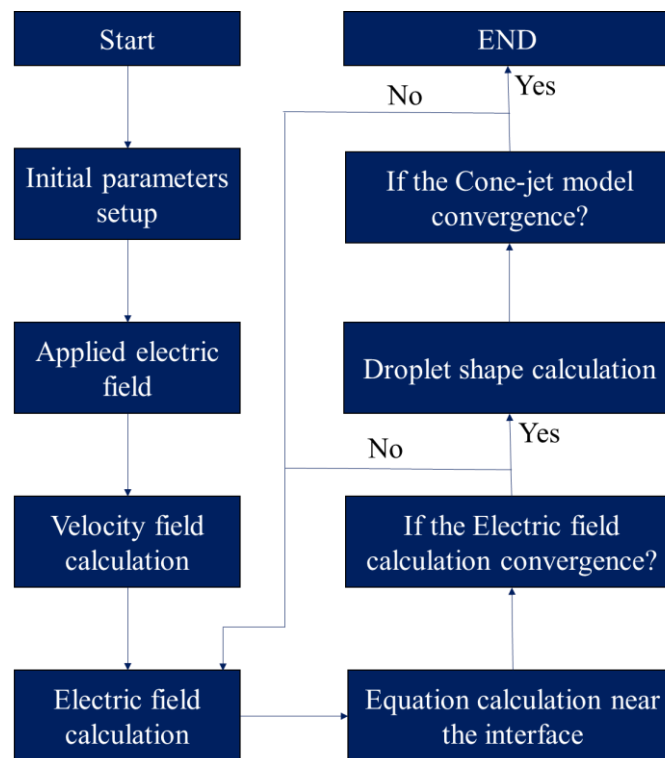 Start
Initial parameters
setup
Applied electric
field
Velocity field
calculation
Electric field
calculation
Equation calculation near
the interface
If the Electric field
calculation convergence?
No
Yes
Droplet shape calculation
If the Cone-jet model
convergence?
No
Yes
END